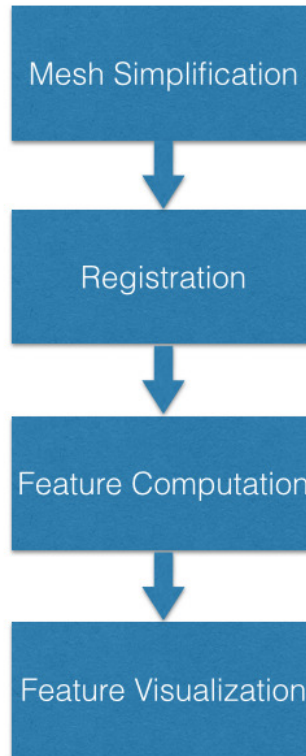 Mesh Simplification
Registration
Feature Computation
Feature Visualization